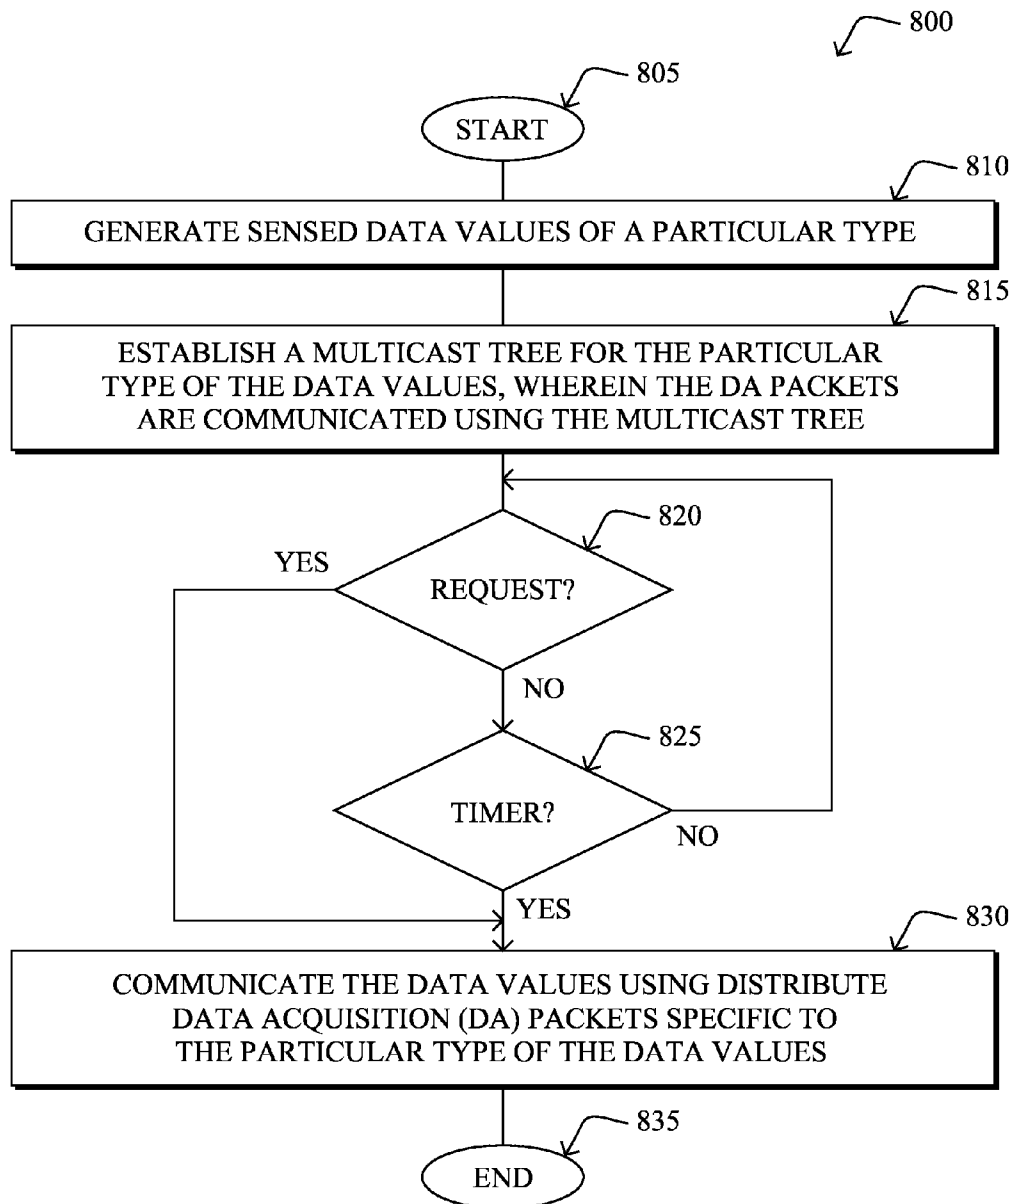 800
805
START
810
GENERATE SENSED DATA VALUES OF A PARTICULAR TYPE
815
ESTABLISH A MULTICAST TREE FOR THE PARTICULAR
TYPE OF THE DATA VALUES, WHEREIN THE DA PACKETS
ARE COMMUNICATED USING THE MULTICAST TREE
820
YES
REQUEST?
NO
825
TIMER?
NO
YES
830
COMMUNICATE THE DATA VALUES USING DISTRIBUTE
DATA ACQUISITION (DA) PACKETS SPECIFIC TO
THE PARTICULAR TYPE OF THE DATA VALUES
835
END